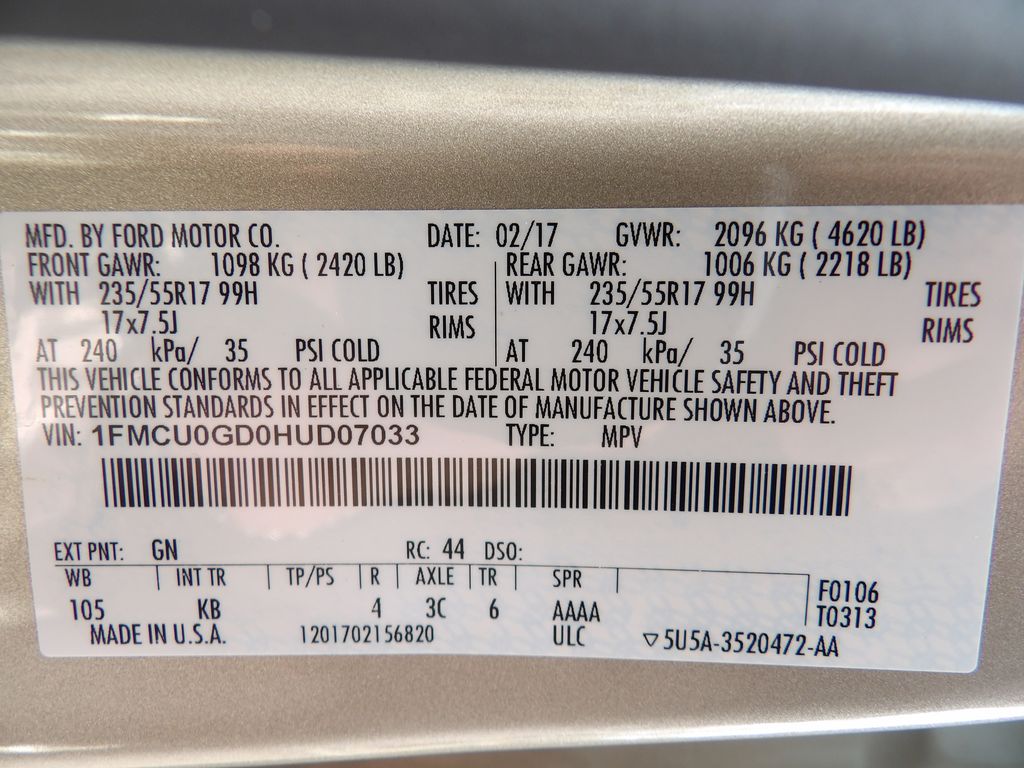 MFD. BY FORD MOTOR CO. DATE: 02/17 GVWR: 2096 KG ( 4620 LB)
FRONT GAWR: 1098 KG ( 2420 LB) REAR GAWR: 1006 KG ( 2218 LB)
WITH 235/55R17 99H TIRES WITH 235/55R17 99H TIRES
17x7.5J RIMS 17x7.5J RIMS
AT 240 kPa/ 35 PSI COLD AT 240 kPa/ 35 PSI COLD
THIS VEHICLE CONFORMS TO ALL APPLICABLE FEDERAL MOTOR VEHICLE SAFETY AND THEFT
PREVENTION STANDARDS IN EFFECT ON THE DATE OF MANUFACTURE SHOWN ABOVE.
VIN: 1FMCU0GD0HUD07033 TYPE: MPV
EXT PNT: GN RC: 44 DSO:
WB INT TR TP/PS R AXLE TR SPR F0106
105 KB 4 3C 6 AAAA T0313
MADE IN U.S.A. 1201702156820 ULC ▽5U5A-3520472-AA